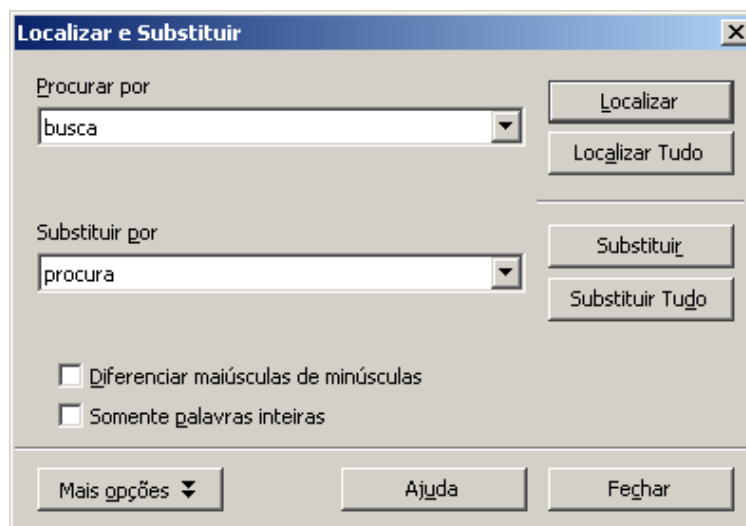 Localizar e Substituir
Procurar por
busca
Localizar
Localizar Tudo
Substituir por
procura
Substituir
Substituir Tudo
Diferenciar maiúsculas de minúsculas
Somente palavras inteiras
Mais opções
Ajuda
Fechar